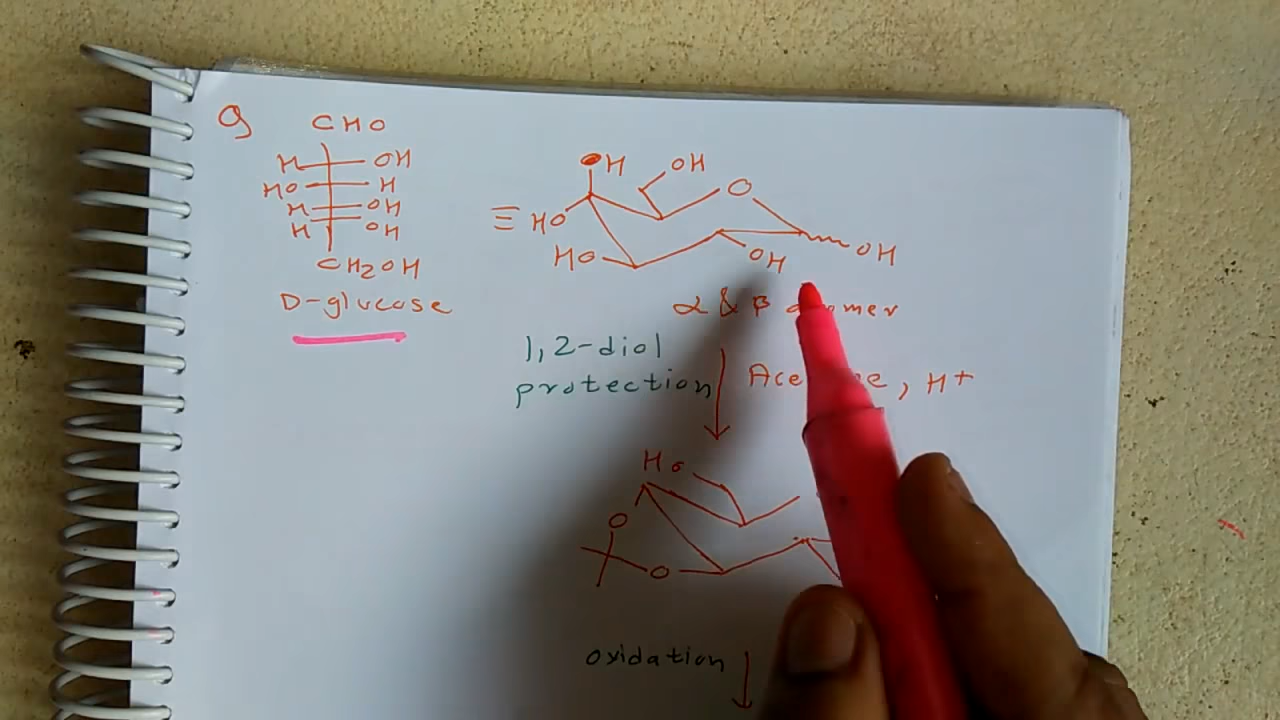 9
CHO
H OH
HO H
H OH
H OH
CH2OH
D-glucose
OH OH O
≡ HO
HO OH OH
α & β
1,2-diol
protection
H+
HO
O
O
oxidation